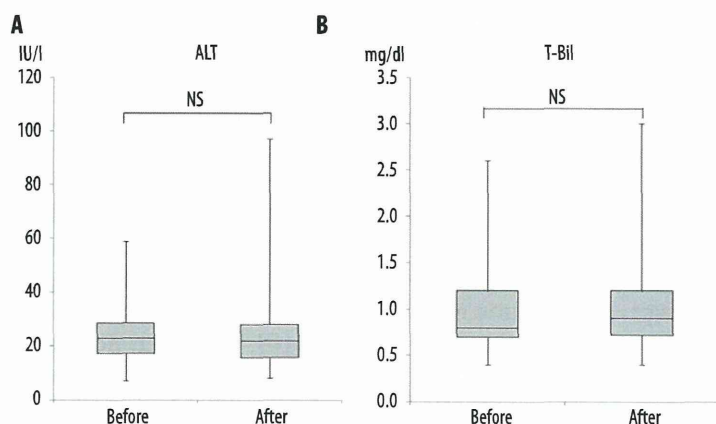 A
IU/l
ALT
120
100
80
60
40
20
0
NS
Before
After
B
mg/dl
T-Bil
3.5
3.0
2.5
2.0
1.5
1.0
0.5
0.0
NS
Before
After